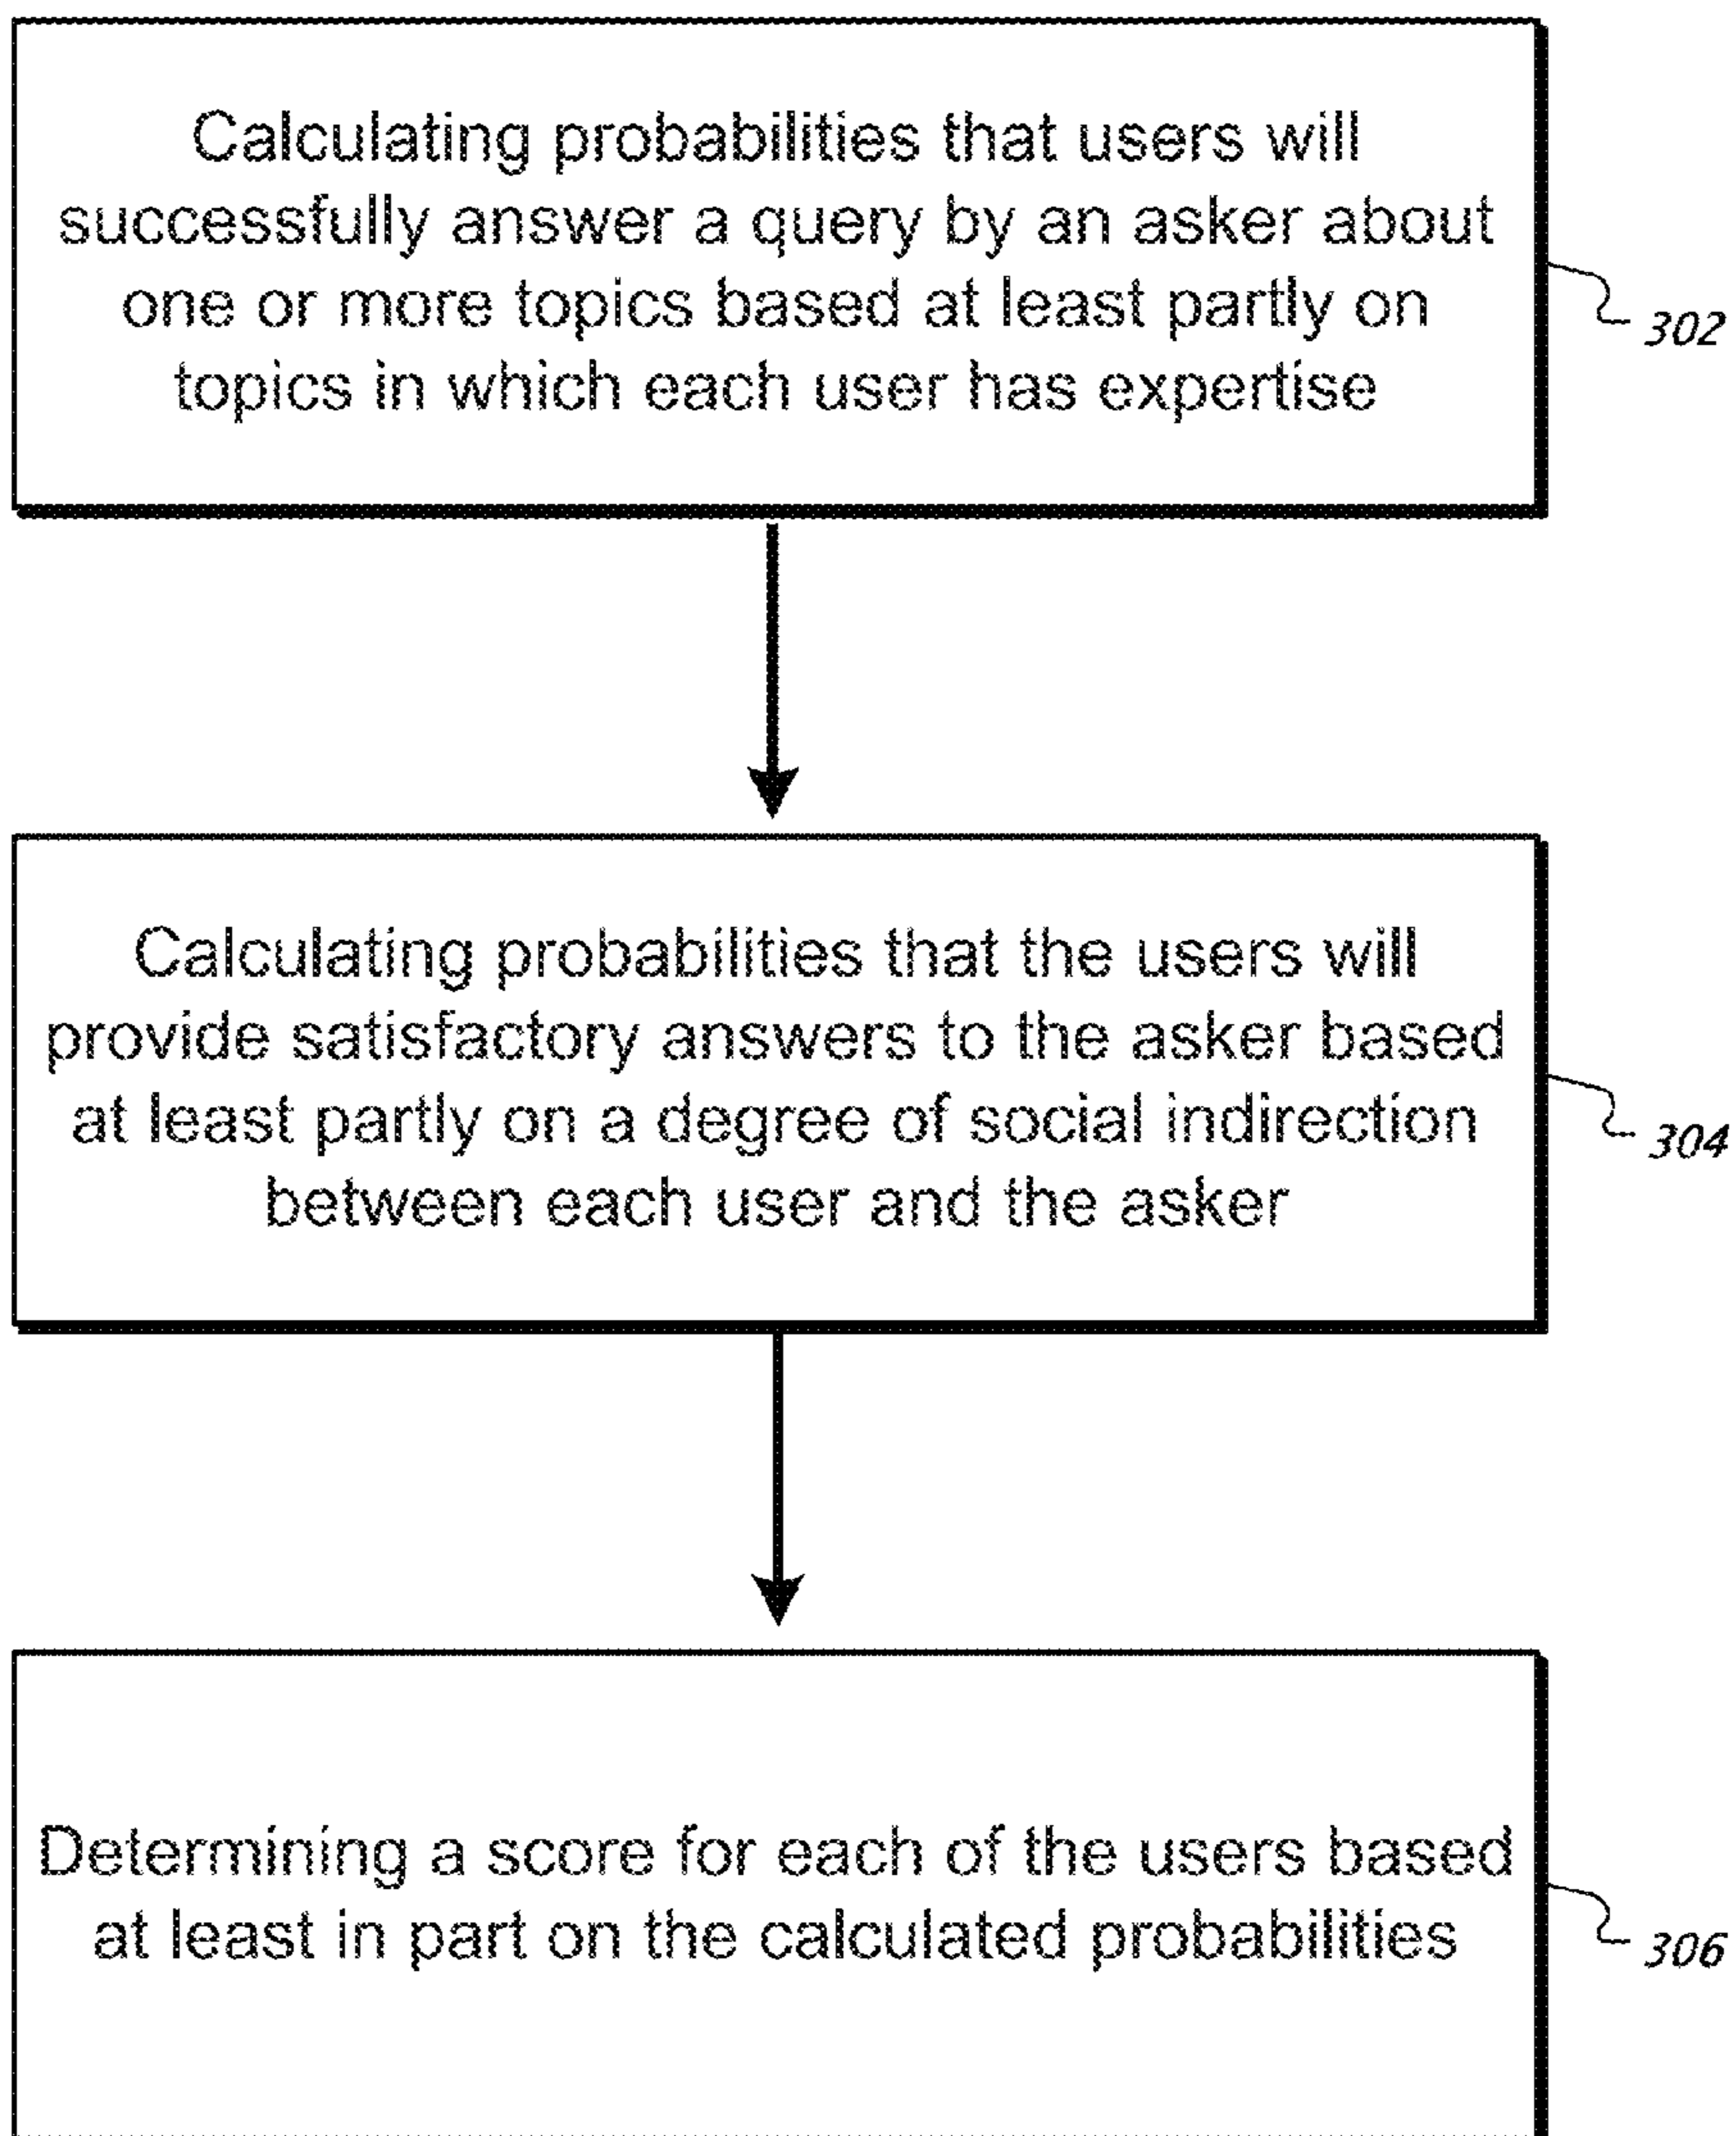 Calculating probabilities that users will
successfully answer a query by an asker about
one or more topics based at least partly on
topics in which each user has expertise
302
Calculating probabilities that the users will
provide satisfactory answers to the asker based
at least partly on a degree of social indirection
between each user and the asker
304
Determining a score for each of the users based
at least in part on the calculated probabilities
306